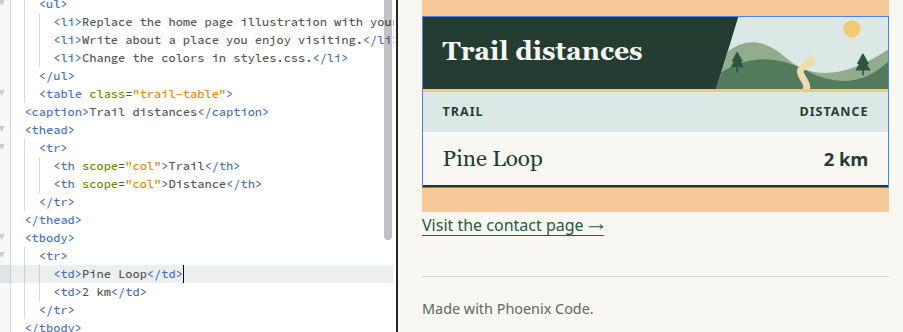 <ul>
<li>Replace the home page illustration with your
<li>Write about a place you enjoy visiting.</li>
<li>Change the colors in styles.css.</li>
</ul>
<table class="trail-table">
<caption>Trail distances</caption>
<thead>
<tr>
<th scope="col">Trail</th>
<th scope="col">Distance</th>
</tr>
</thead>
<tbody>
<tr>
<td>Pine Loop</td>
<td>2 km</td>
</tr>
</tbody>
Trail distances
TRAIL DISTANCE
Pine Loop 2 km
Visit the contact page →
Made with Phoenix Code.